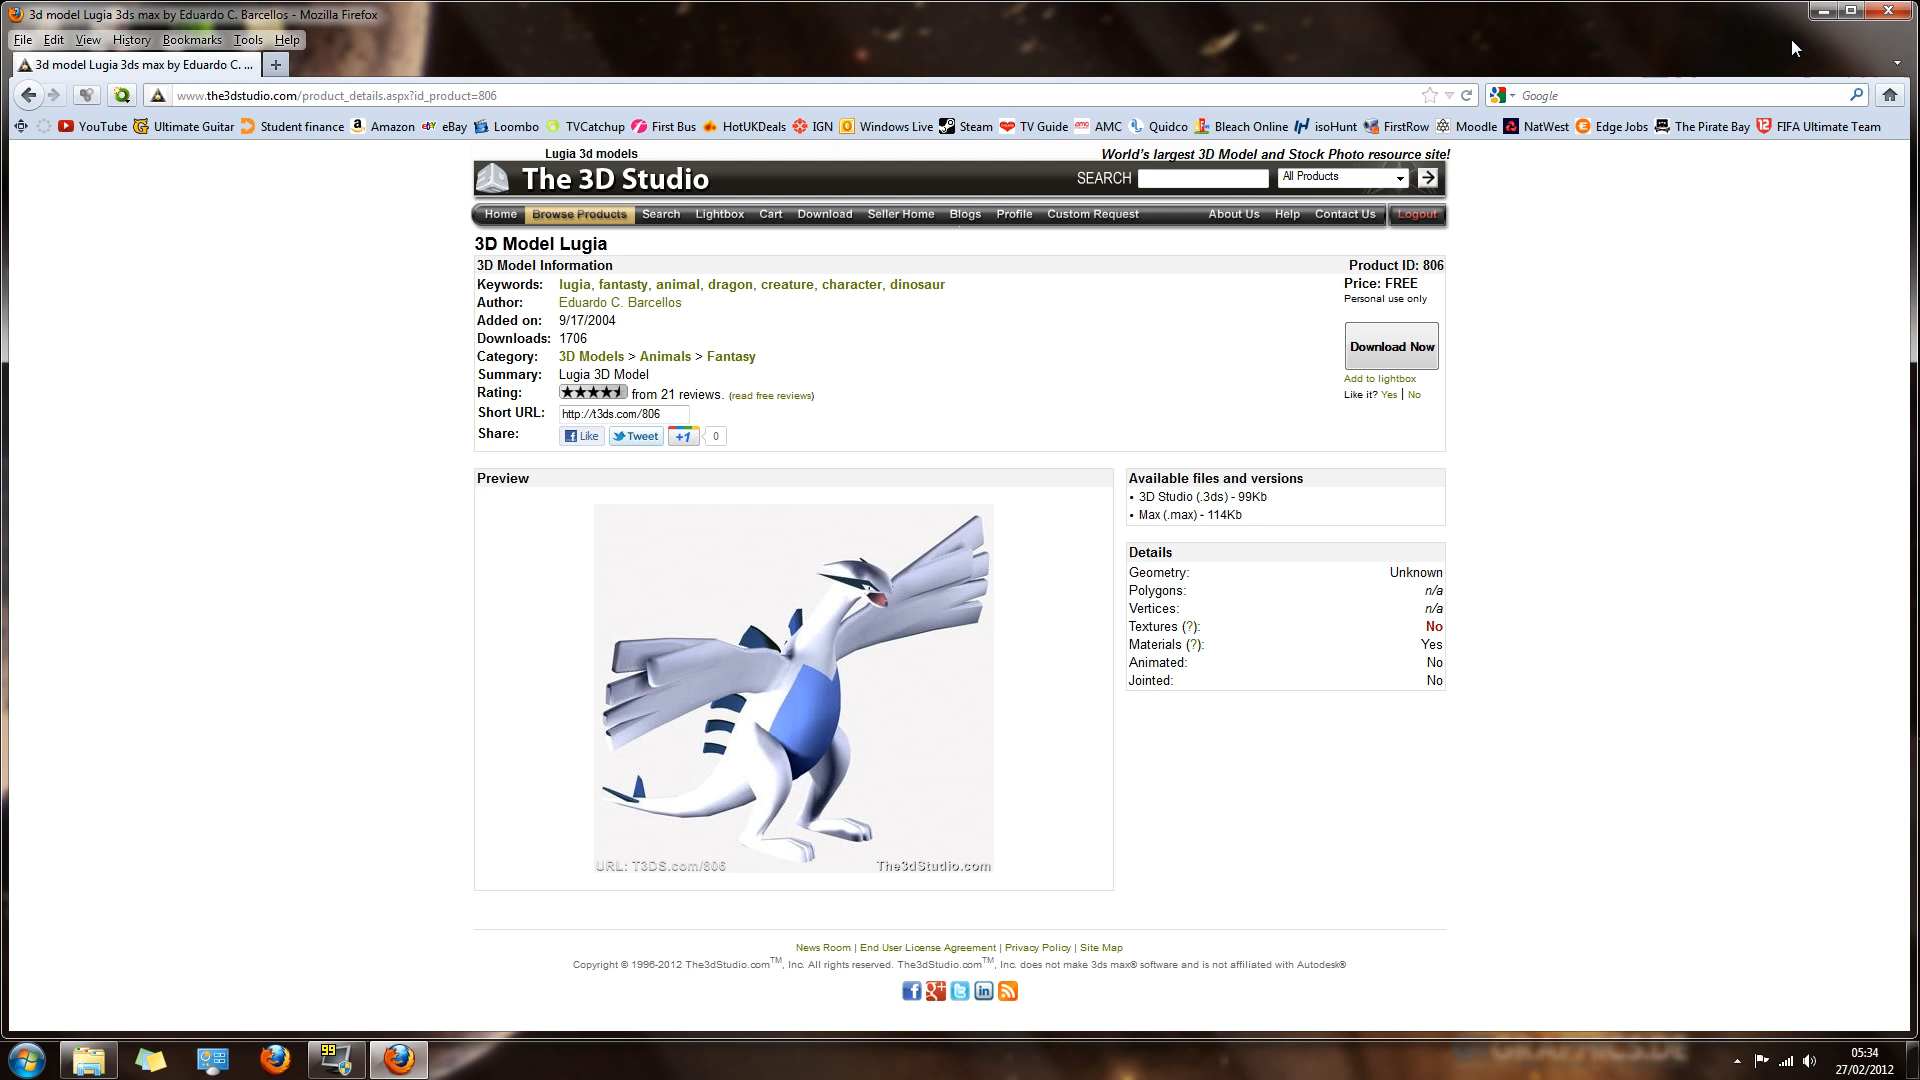 3d model Lugia 3ds max by Eduardo C. Barcellos - Mozilla Firefox
File Edit View History Bookmarks Tools Help
3d model Lugia 3ds max by Eduardo C. ...
www.the3dstudio.com/product_details.aspx?id_product=806
Google
YouTube Ultimate Guitar Student finance Amazon eBay Loombo TVCatchup First Bus HotUKDeals IGN Windows Live Steam TV Guide AMC Quidco Bleach Online isoHunt FirstRow Moodle NatWest Edge Jobs The Pirate Bay FIFA Ultimate Team
Lugia 3d models World's largest 3D Model and Stock Photo resource site!
The 3D Studio SEARCH All Products
Home Browse Products Search Lightbox Cart Download Seller Home Blogs Profile Custom Request About Us Help Contact Us Logout
3D Model Lugia
3D Model Information Product ID: 806
Keywords: lugia, fantasty, animal, dragon, creature, character, dinosaur
Price: FREE
Author: Eduardo C. Barcellos
Personal use only
Added on: 9/17/2004
Downloads: 1706
Download Now
Category: 3D Models > Animals > Fantasy
Summary: Lugia 3D Model
Add to lightbox
Rating: from 21 reviews. (read free reviews)
Like it? Yes | No
Short URL: http://t3ds.com/806
Share: Like Tweet +1 0
Preview
URL: T3DS.com/806 The3dStudio.com
Available files and versions
• 3D Studio (.3ds) - 99Kb
• Max (.max) - 114Kb
Details
Geometry: Unknown
Polygons: n/a
Vertices: n/a
Textures (?): No
Materials (?): Yes
Animated: No
Jointed: No
News Room | End User License Agreement | Privacy Policy | Site Map
Copyright © 1996-2012 The3dStudio.com™, Inc. All rights reserved. The3dStudio.com™, Inc. does not make 3ds max® software and is not affiliated with Autodesk®
99
05:34
27/02/2012